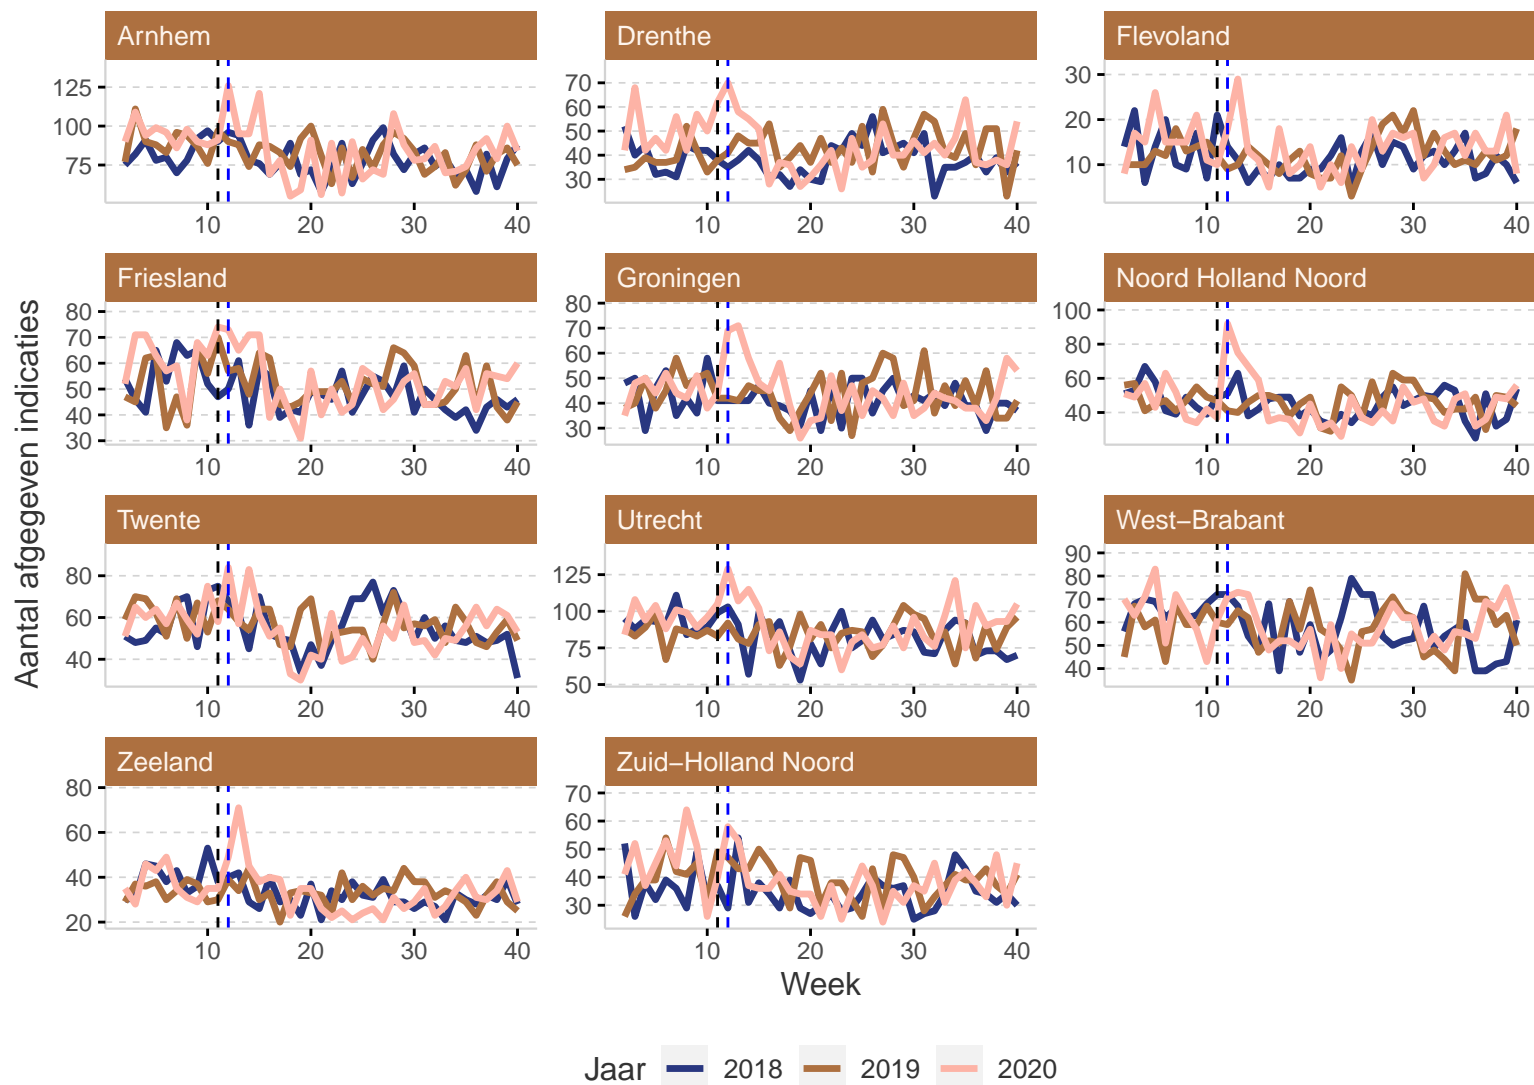 Arnhem
Drenthe
Flevoland
125
100
75
70
60
50
40
30
30
20
10
10 20 30 40
10 20 30 40
10 20 30 40
Friesland
Groningen
Noord Holland Noord
80
70
60
50
40
30
80
70
60
50
40
30
100
80
60
40
10 20 30 40
10 20 30 40
10 20 30 40
Aantal afgegeven indicaties
Twente
Utrecht
West−Brabant
80
60
40
125
100
75
50
90
80
70
60
50
40
10 20 30 40
10 20 30 40
10 20 30 40
Zeeland
Zuid−Holland Noord
80
60
40
20
70
60
50
40
30
10 20 30 40
10 20 30 40
Week
Jaar 2018 2019 2020